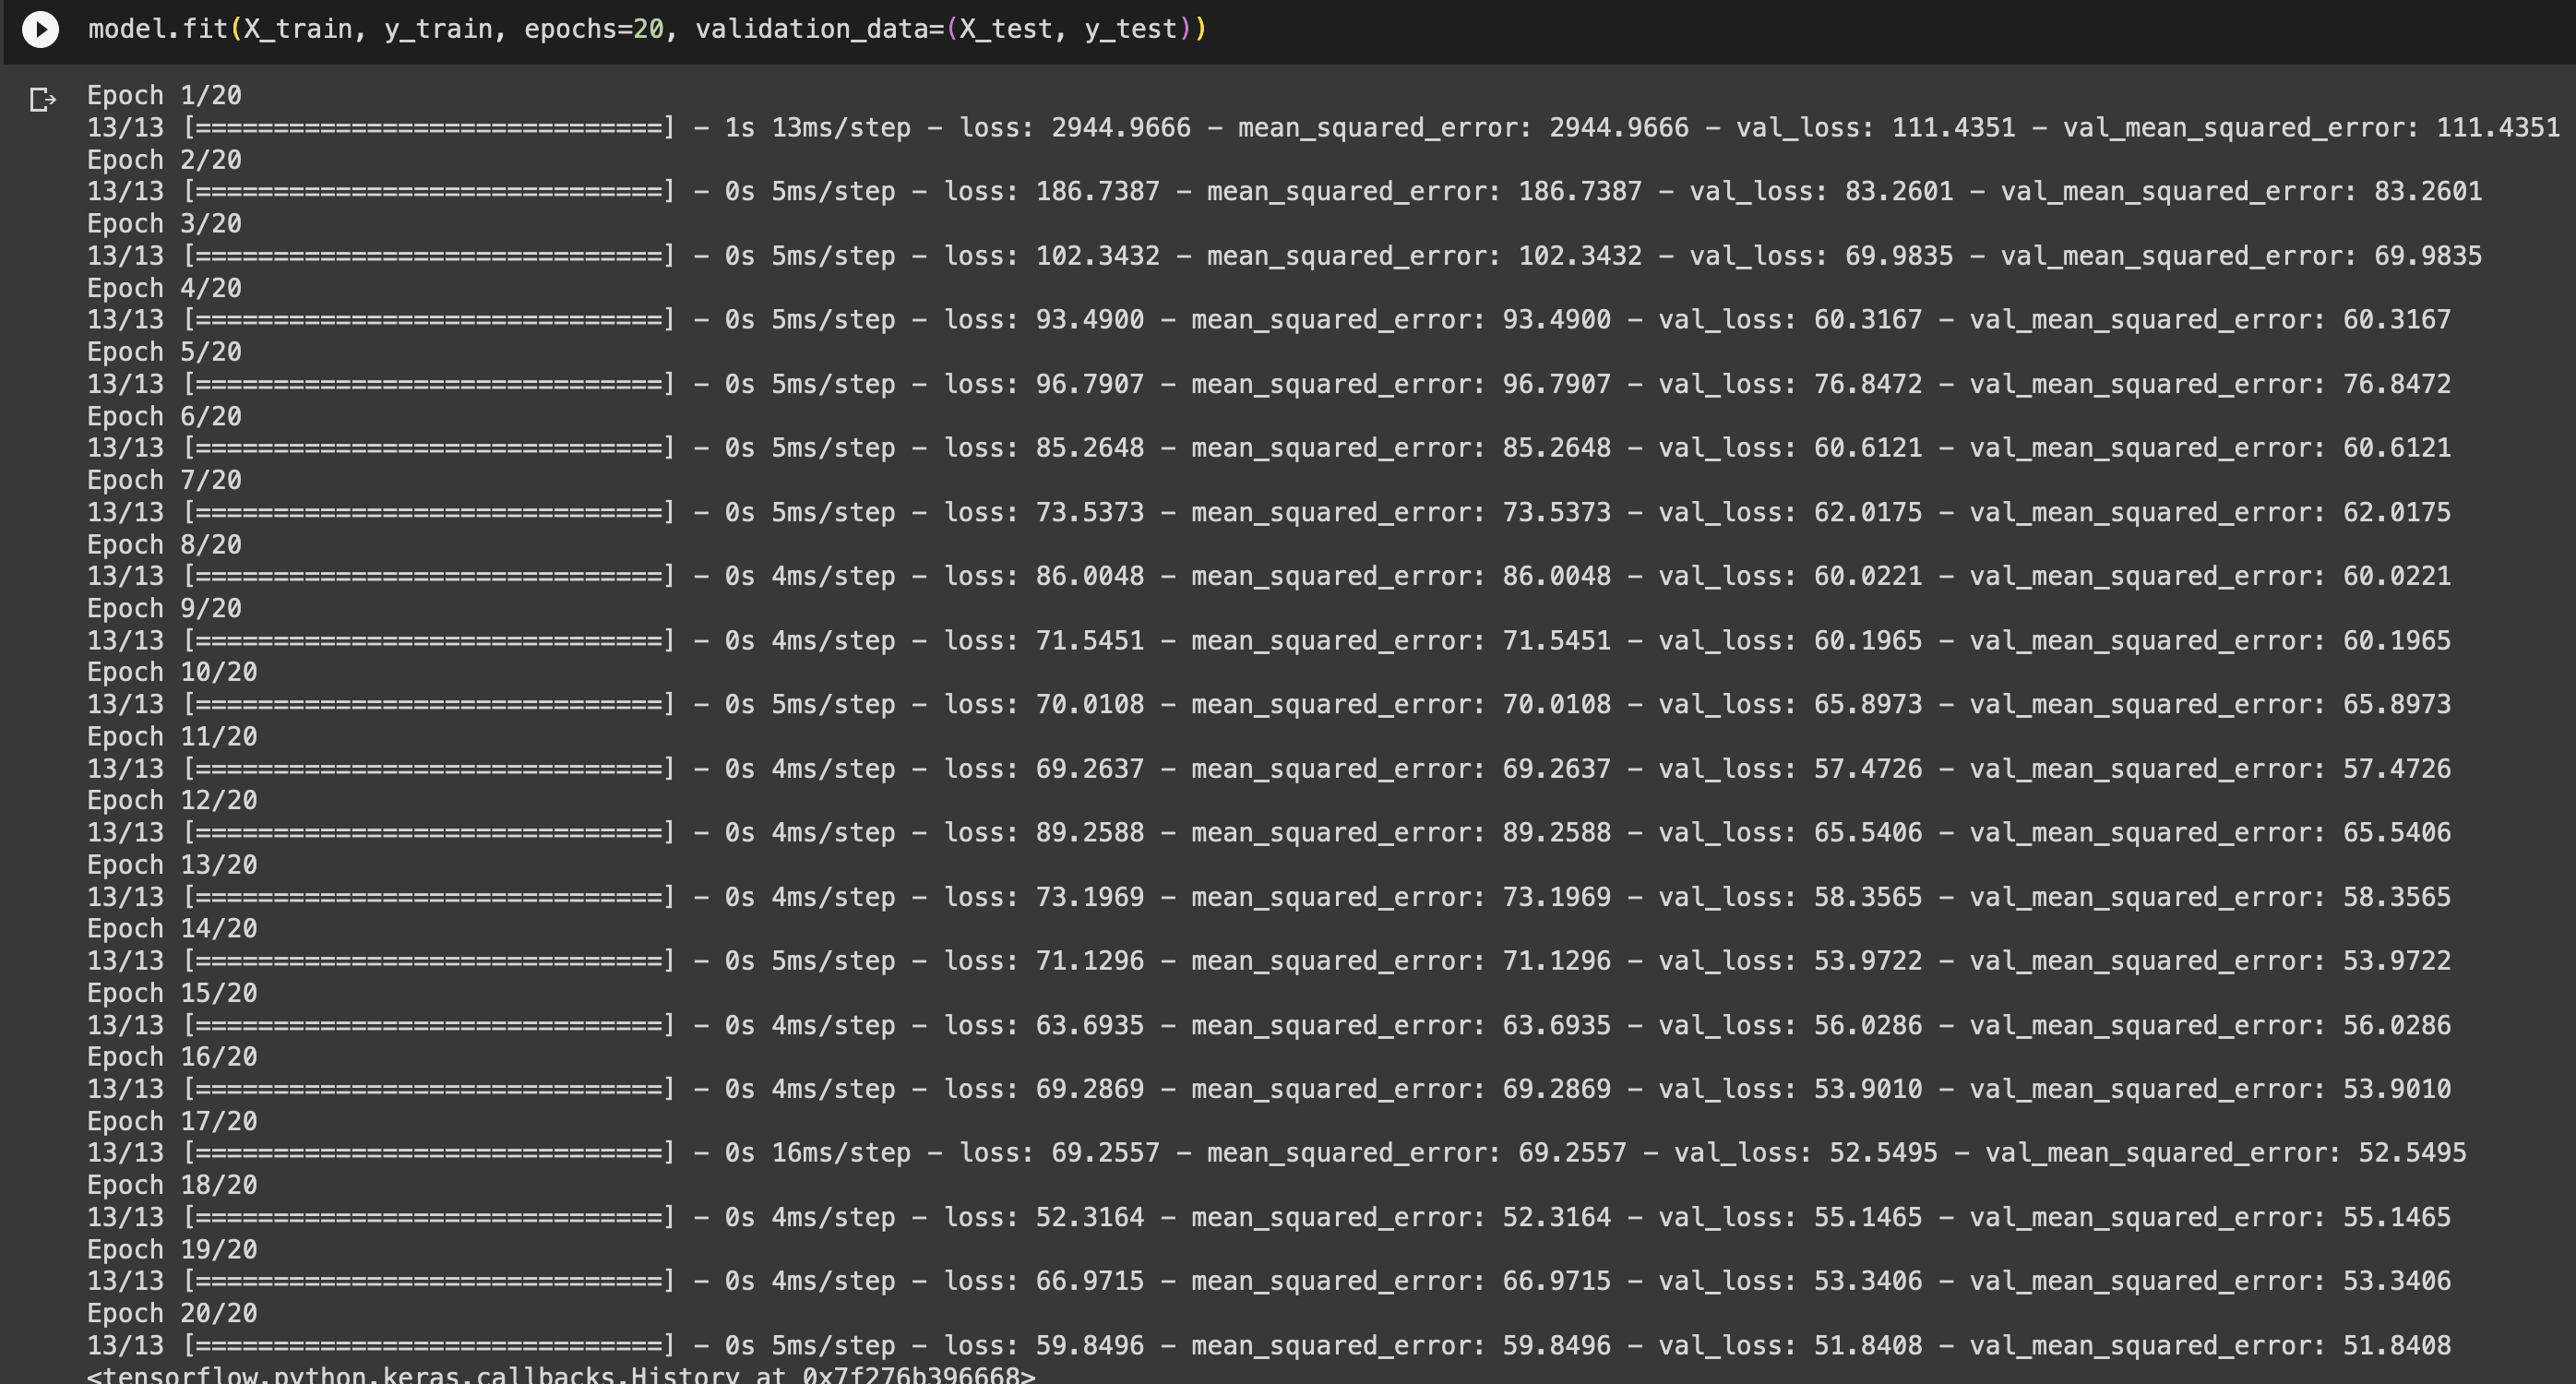 model.fit(X_train, y_train, epochs=20, validation_data=(X_test, y_test))
Epoch 1/20
13/13 [==============================] - 1s 13ms/step - loss: 2944.9666 - mean_squared_error: 2944.9666 - val_loss: 111.4351 - val_mean_squared_error: 111.4351
Epoch 2/20
13/13 [==============================] - 0s 5ms/step - loss: 186.7387 - mean_squared_error: 186.7387 - val_loss: 83.2601 - val_mean_squared_error: 83.2601
Epoch 3/20
13/13 [==============================] - 0s 5ms/step - loss: 102.3432 - mean_squared_error: 102.3432 - val_loss: 69.9835 - val_mean_squared_error: 69.9835
Epoch 4/20
13/13 [==============================] - 0s 5ms/step - loss: 93.4900 - mean_squared_error: 93.4900 - val_loss: 60.3167 - val_mean_squared_error: 60.3167
Epoch 5/20
13/13 [==============================] - 0s 5ms/step - loss: 96.7907 - mean_squared_error: 96.7907 - val_loss: 76.8472 - val_mean_squared_error: 76.8472
Epoch 6/20
13/13 [==============================] - 0s 5ms/step - loss: 85.2648 - mean_squared_error: 85.2648 - val_loss: 60.6121 - val_mean_squared_error: 60.6121
Epoch 7/20
13/13 [==============================] - 0s 5ms/step - loss: 73.5373 - mean_squared_error: 73.5373 - val_loss: 62.0175 - val_mean_squared_error: 62.0175
Epoch 8/20
13/13 [==============================] - 0s 4ms/step - loss: 86.0048 - mean_squared_error: 86.0048 - val_loss: 60.0221 - val_mean_squared_error: 60.0221
Epoch 9/20
13/13 [==============================] - 0s 4ms/step - loss: 71.5451 - mean_squared_error: 71.5451 - val_loss: 60.1965 - val_mean_squared_error: 60.1965
Epoch 10/20
13/13 [==============================] - 0s 5ms/step - loss: 70.0108 - mean_squared_error: 70.0108 - val_loss: 65.8973 - val_mean_squared_error: 65.8973
Epoch 11/20
13/13 [==============================] - 0s 4ms/step - loss: 69.2637 - mean_squared_error: 69.2637 - val_loss: 57.4726 - val_mean_squared_error: 57.4726
Epoch 12/20
13/13 [==============================] - 0s 4ms/step - loss: 89.2588 - mean_squared_error: 89.2588 - val_loss: 65.5406 - val_mean_squared_error: 65.5406
Epoch 13/20
13/13 [==============================] - 0s 4ms/step - loss: 73.1969 - mean_squared_error: 73.1969 - val_loss: 58.3565 - val_mean_squared_error: 58.3565
Epoch 14/20
13/13 [==============================] - 0s 5ms/step - loss: 71.1296 - mean_squared_error: 71.1296 - val_loss: 53.9722 - val_mean_squared_error: 53.9722
Epoch 15/20
13/13 [==============================] - 0s 4ms/step - loss: 63.6935 - mean_squared_error: 63.6935 - val_loss: 56.0286 - val_mean_squared_error: 56.0286
Epoch 16/20
13/13 [==============================] - 0s 4ms/step - loss: 69.2869 - mean_squared_error: 69.2869 - val_loss: 53.9010 - val_mean_squared_error: 53.9010
Epoch 17/20
13/13 [==============================] - 0s 16ms/step - loss: 69.2557 - mean_squared_error: 69.2557 - val_loss: 52.5495 - val_mean_squared_error: 52.5495
Epoch 18/20
13/13 [==============================] - 0s 4ms/step - loss: 52.3164 - mean_squared_error: 52.3164 - val_loss: 55.1465 - val_mean_squared_error: 55.1465
Epoch 19/20
13/13 [==============================] - 0s 4ms/step - loss: 66.9715 - mean_squared_error: 66.9715 - val_loss: 53.3406 - val_mean_squared_error: 53.3406
Epoch 20/20
13/13 [==============================] - 0s 5ms/step - loss: 59.8496 - mean_squared_error: 59.8496 - val_loss: 51.8408 - val_mean_squared_error: 51.8408
<tensorflow.python.keras.callbacks.History at 0x7f276b396668>